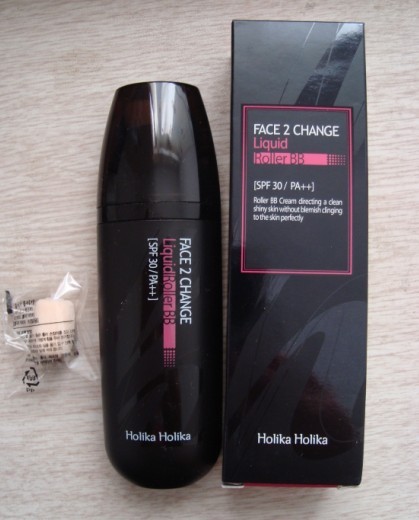 FACE 2 CHANGE
Liquid Roller BB
[SPF 30/PA++]
Holika Holika
FACE 2 CHANGE
Liquid
Roller BB
[SPF 30/ PA++]
Roller BB Cream directing a clean
shiny skin without blemish clinging
to the skin perfectly
Holika Holika